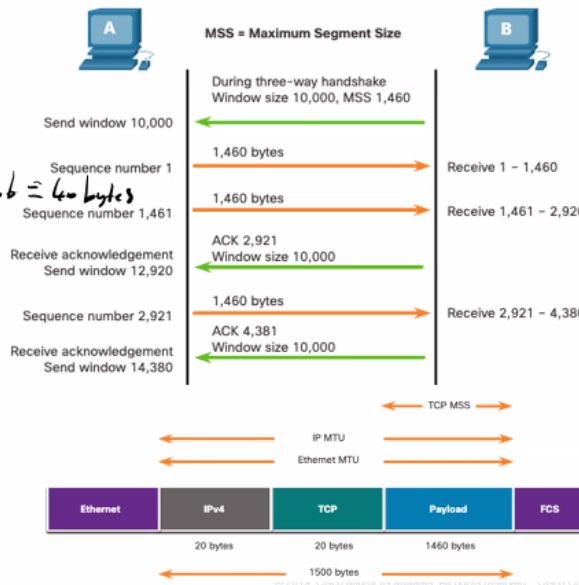 A
MSS = Maximum Segment Size
B
During three-way handshake
Window size 10,000, MSS 1,460
Send window 10,000
1,460 bytes
Sequence number 1
Receive 1 – 1,460
= 40 bytes
1,460 bytes
Sequence number 1,461
Receive 1,461 – 2,920
ACK 2,921
Receive acknowledgement
Window size 10,000
Send window 12,920
1,460 bytes
Sequence number 2,921
Receive 2,921 – 4,380
ACK 4,381
Receive acknowledgement
Window size 10,000
Send window 14,380
TCP MSS
IP MTU
Ethernet MTU
Ethernet
IPv4
TCP
Payload
FCS
20 bytes
20 bytes
1460 bytes
1500 bytes